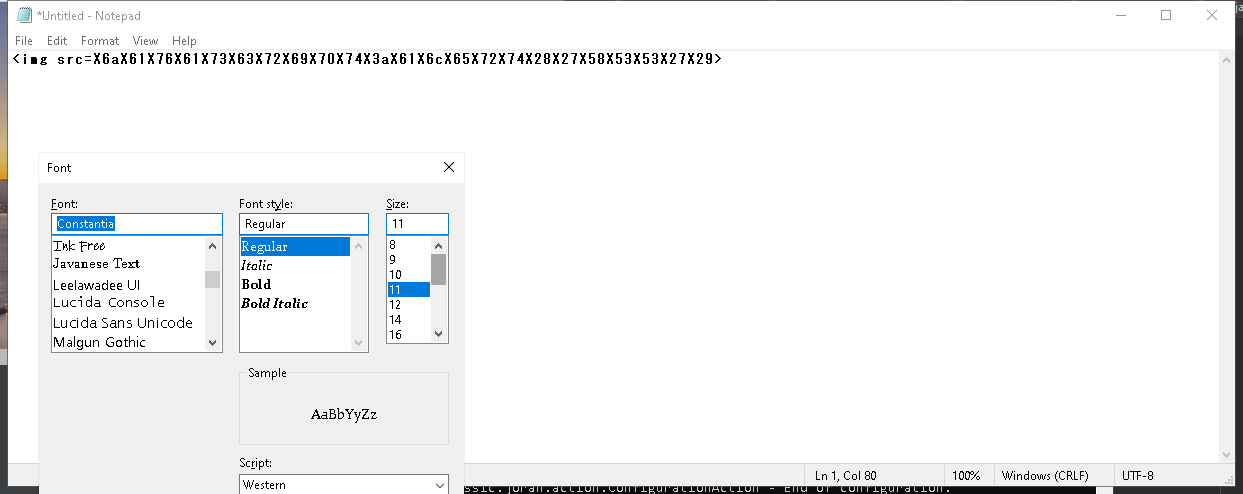 *Untitled - Notepad
File Edit Format View Help
<img src=X6aX61X76X61X73X63X72X69X70X74X3aX61X6cX65X72X74X28X27X58X53X53X27X29>
Font
Font: Font style: Size:
Constantia Regular 11
Ink Free
Javanese Text
Leelawadee UI
Lucida Console
Lucida Sans Unicode
Malgun Gothic
Regular
Italic
Bold
Bold Italic
8
9
10
11
12
14
16
Sample
AaBbYyZz
Script:
Western
Ln 1, Col 80 100% Windows (CRLF) UTF-8
ssic.joran.action.ConfigurationAction - End of configuration.